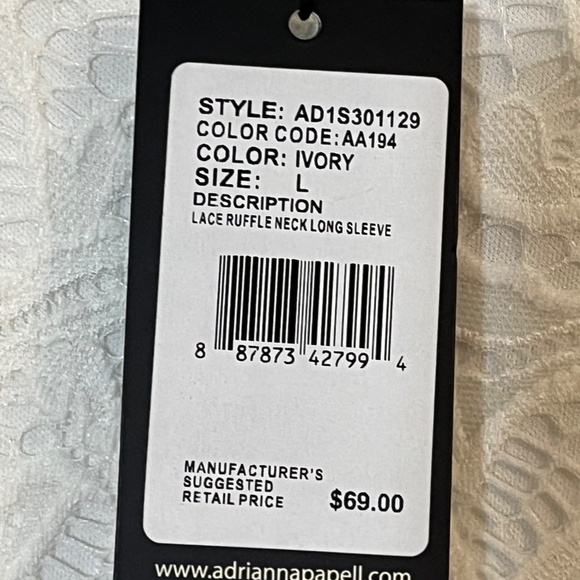 STYLE: AD1S301129
COLOR CODE: AA194
COLOR: IVORY
SIZE: L
DESCRIPTION
LACE RUFFLE NECK LONG SLEEVE
8 87873 42799 4
MANUFACTURER'S
SUGGESTED
RETAIL PRICE $69.00
www.adriannapapell.com